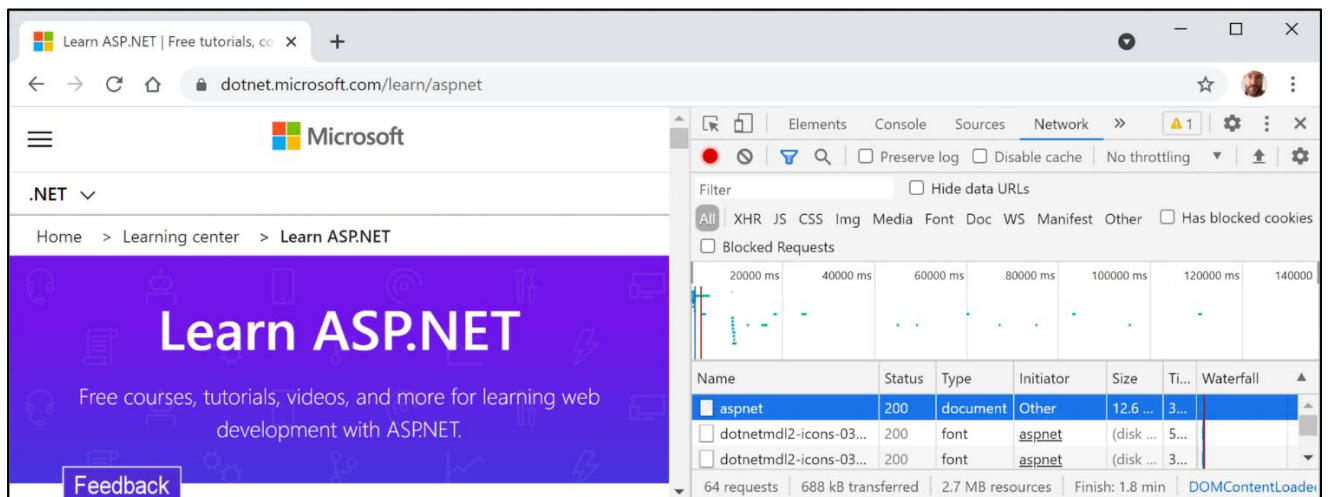 Learn ASP.NET | Free tutorials, co
dotnet.microsoft.com/learn/aspnet
Microsoft
.NET
Home > Learning center > Learn ASP.NET
Learn ASP.NET
Free courses, tutorials, videos, and more for learning web
development with ASP.NET.
Feedback
Elements Console Sources Network » 1
Preserve log Disable cache No throttling
Filter Hide data URLs
All XHR JS CSS Img Media Font Doc WS Manifest Other Has blocked cookies
Blocked Requests
20000 ms 40000 ms 60000 ms 80000 ms 100000 ms 120000 ms 140000
Name Status Type Initiator Size Ti... Waterfall
aspnet 200 document Other 12.6 ... 3...
dotnetmdl2-icons-03... 200 font aspnet (disk ... 5...
dotnetmdl2-icons-03... 200 font aspnet (disk ... 3...
64 requests 688 kB transferred 2.7 MB resources Finish: 1.8 min DOMContentLoaded